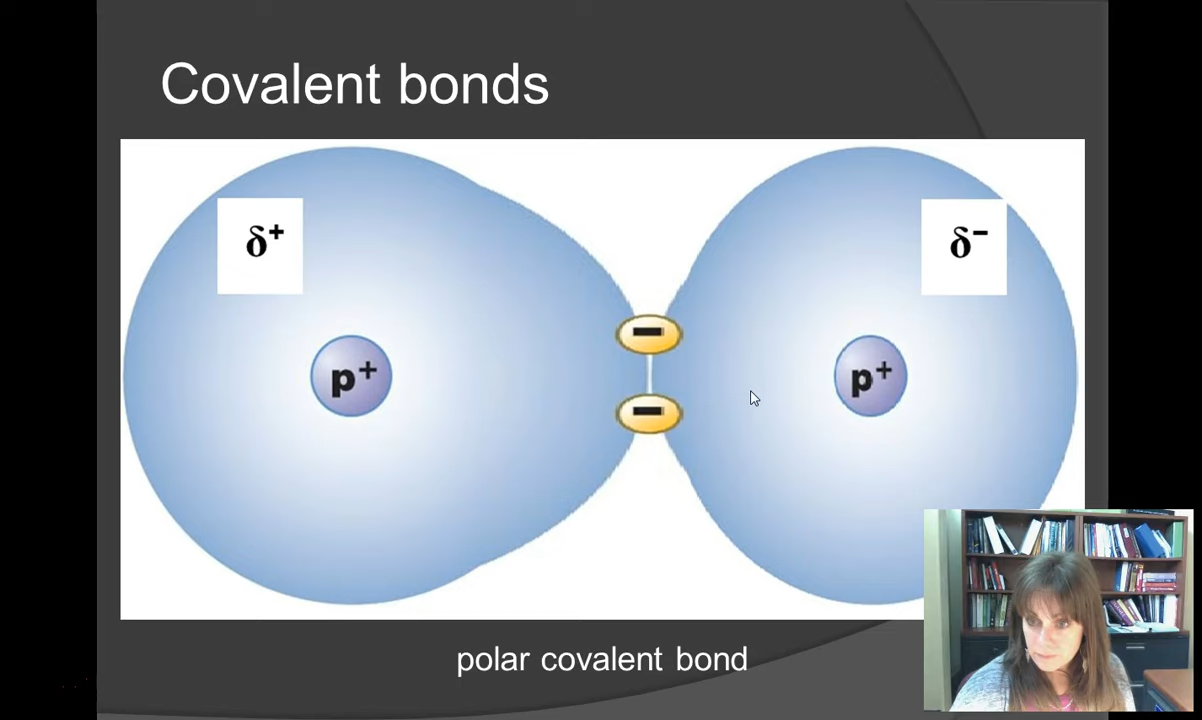 Covalent bonds
δ+
δ−
−
p+
p+
−
polar covalent bond